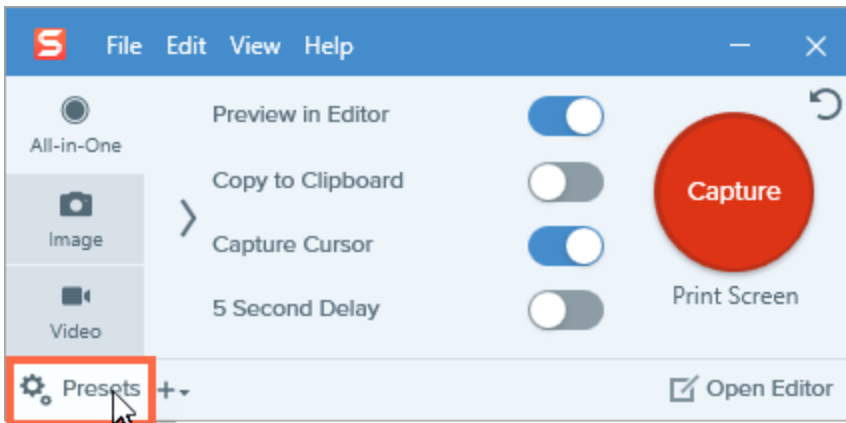 S File Edit View Help
All-in-One
Image
Video
Preview in Editor
Copy to Clipboard
Capture Cursor
5 Second Delay
Capture
Print Screen
Presets
Open Editor